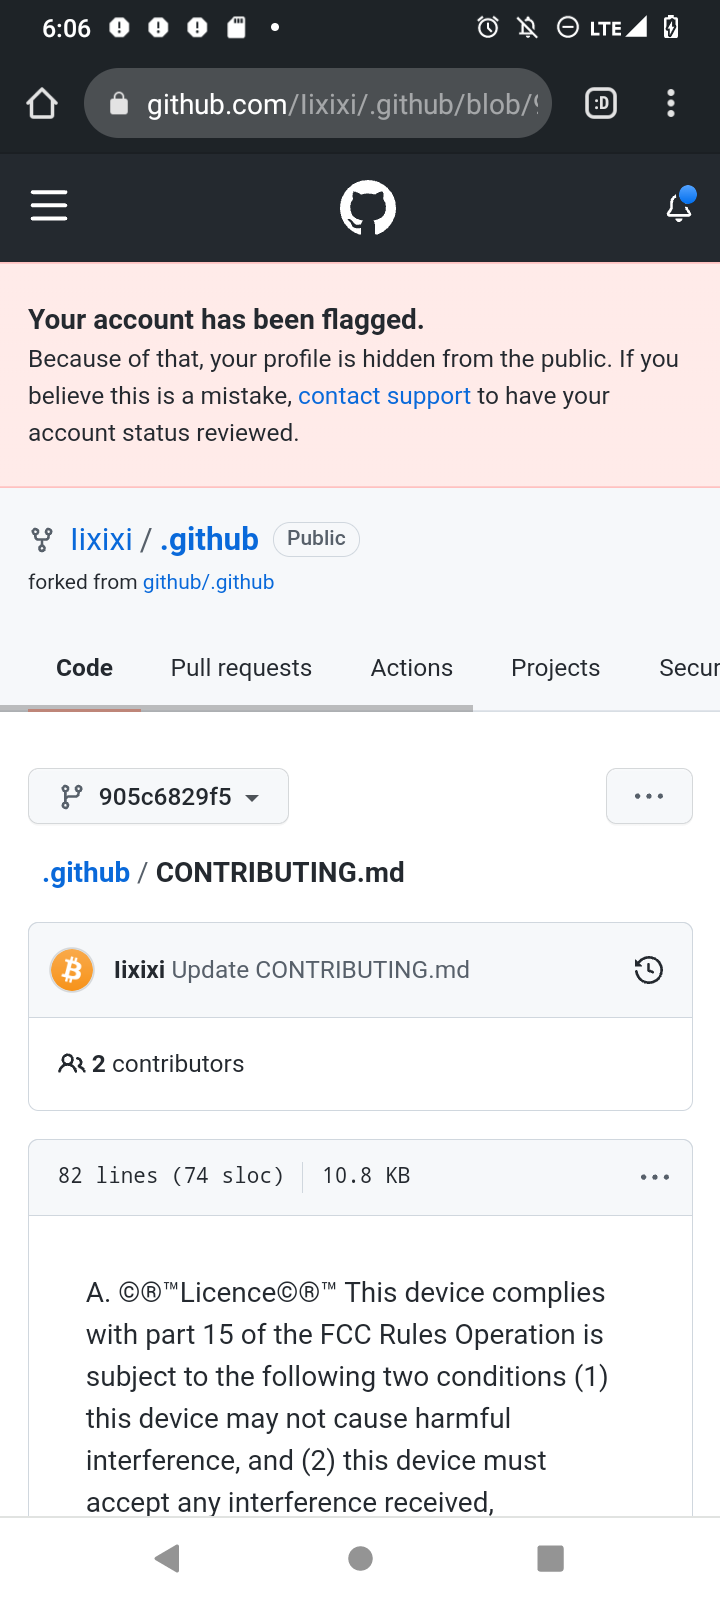 6:06 LTE
github.com/Iixixi/.github/blob/9
:D
Your account has been flagged.
Because of that, your profile is hidden from the public. If you
believe this is a mistake, contact support to have your
account status reviewed.
Iixixi / .github Public
forked from github/.github
Code Pull requests Actions Projects Secur
905c6829f5
.github / CONTRIBUTING.md
Iixixi Update CONTRIBUTING.md
2 contributors
82 lines (74 sloc) 10.8 KB
A. ©®™Licence©®™ This device complies
with part 15 of the FCC Rules Operation is
subject to the following two conditions (1)
this device may not cause harmful
interference, and (2) this device must
accept any interference received,